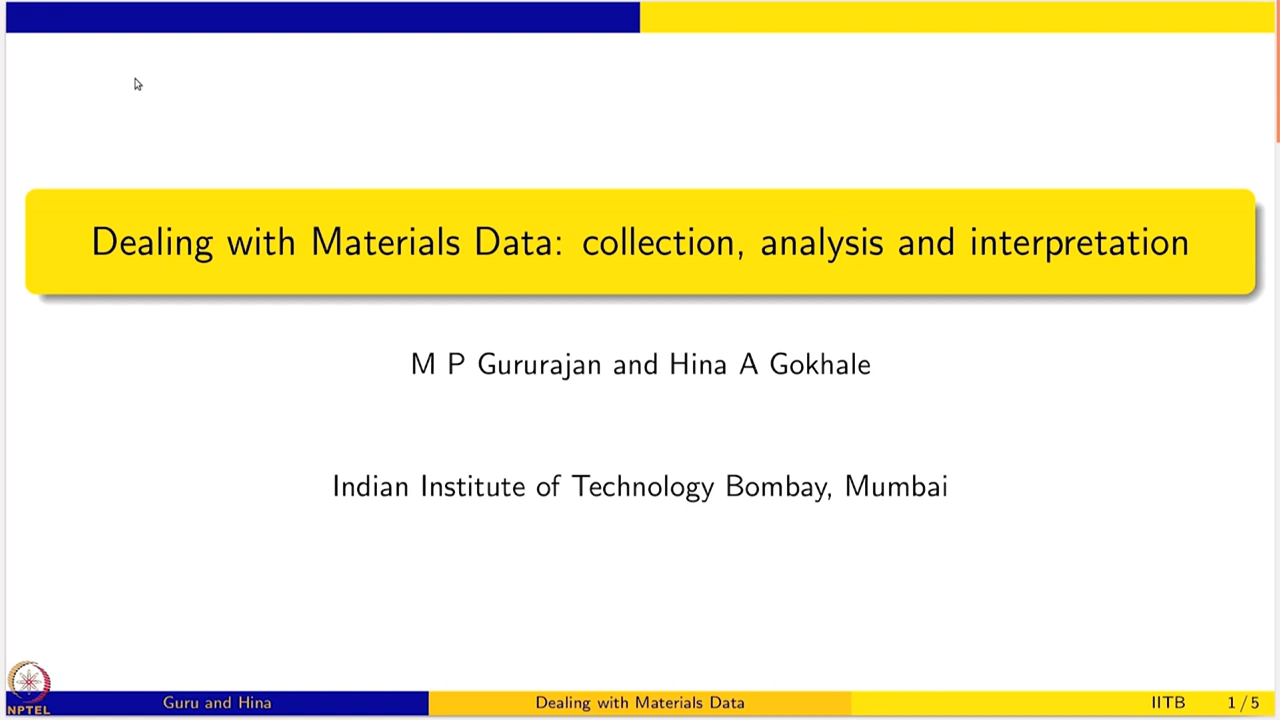 Dealing with Materials Data: collection, analysis and interpretation
M P Gururajan and Hina A Gokhale
Indian Institute of Technology Bombay, Mumbai
NPTEL
Guru and Hina
Dealing with Materials Data
IITB
1 / 5